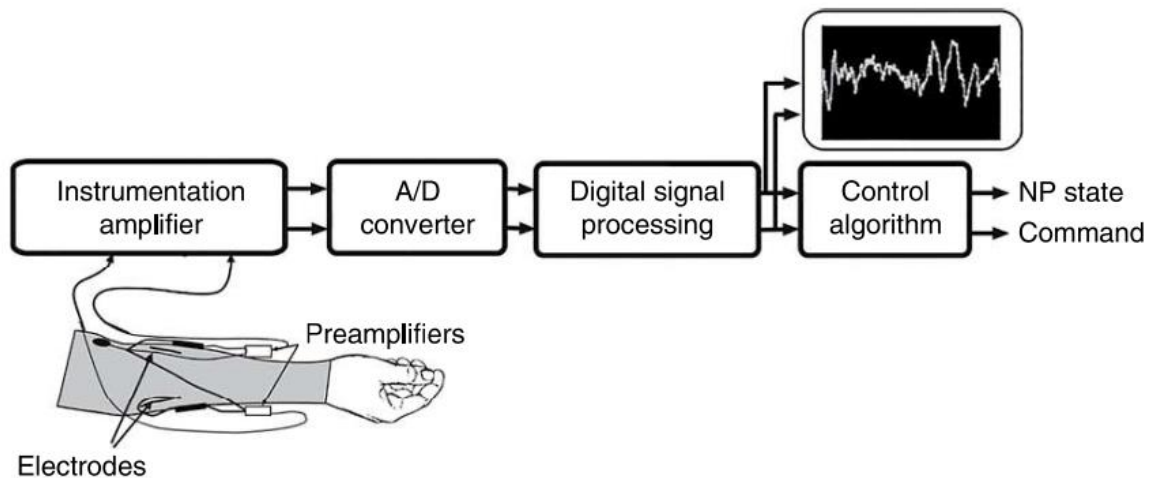 Instrumentation
amplifier
A/D
converter
Digital signal
processing
Control
algorithm
NP state
Command
Preamplifiers
Electrodes